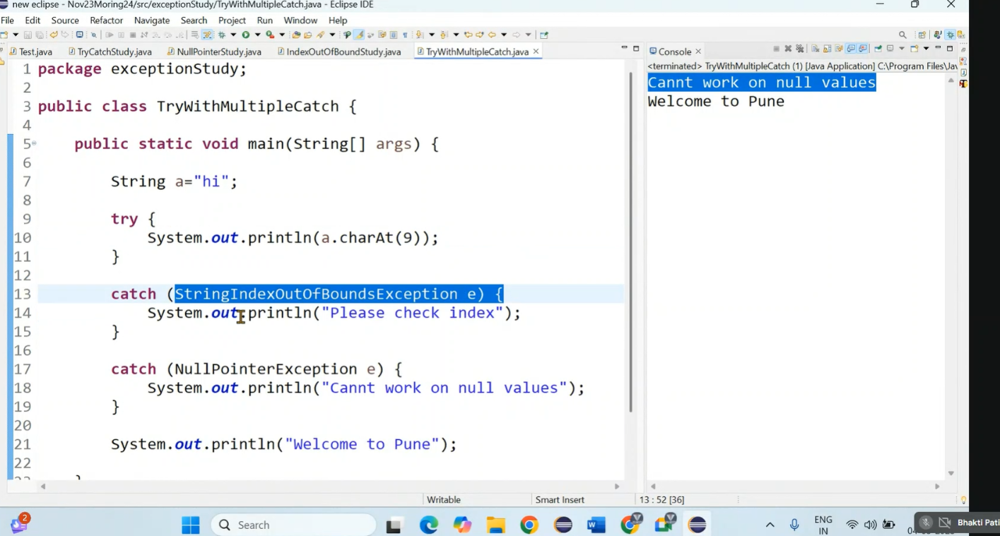 new eclipse - Nov23Moring24/src/exceptionStudy/TryWithMultipleCatch.java - Eclipse IDE
File Edit Source Refactor Navigate Search Project Run Window Help
Test.java TryCatchStudy.java NullPointerStudy.java IndexOutOfBoundStudy.java TryWithMultipleCatch.java
1 package exceptionStudy;
2
3 public class TryWithMultipleCatch {
4
5 public static void main(String[] args) {
6
7 String a="hi";
8
9 try {
10 System.out.println(a.charAt(9));
11 }
12
13 catch (StringIndexOutOfBoundsException e) {
14 System.out.println("Please check index");
15 }
16
17 catch (NullPointerException e) {
18 System.out.println("Cannt work on null values");
19 }
20
21 System.out.println("Welcome to Pune");
22
}
Console
<terminated> TryWithMultipleCatch (1) [Java Application] C:\Program Files\Ja
Cannt work on null values
Welcome to Pune
Writable Smart Insert 13 : 52 [36]
2
Search
ENG
IN
Bhakti Pati